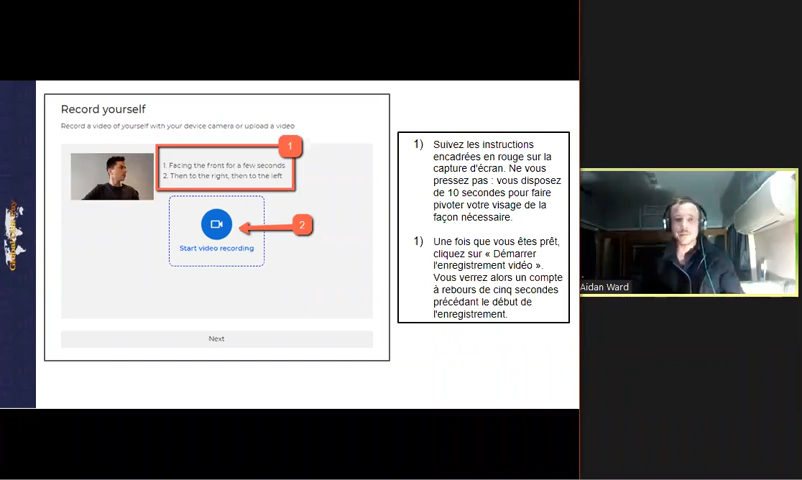 Record yourself
Record a video of yourself with your device camera or upload a video
1
1. Facing the front for a few seconds
2. Then to the right, then to the left
2
Start video recording
Next
1) Suivez les instructions
encadrées en rouge sur la
capture d'écran. Ne vous
pressez pas : vous disposez
de 10 secondes pour faire
pivoter votre visage de la
façon nécessaire.
1) Une fois que vous êtes prêt,
cliquez sur « Démarrer
l'enregistrement vidéo ».
Vous verrez alors un compte
à rebours de cinq secondes
précédant le début de
l'enregistrement.
Aidan Ward